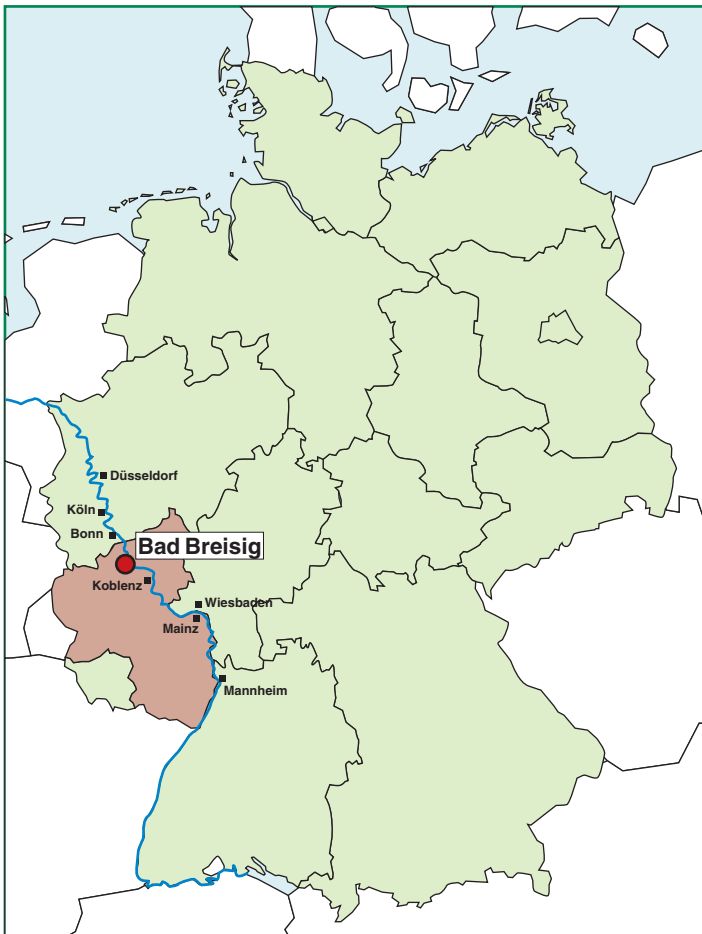 Düsseldorf
Köln
Bonn
Bad Breisig
Koblenz
Wiesbaden
Mainz
Mannheim